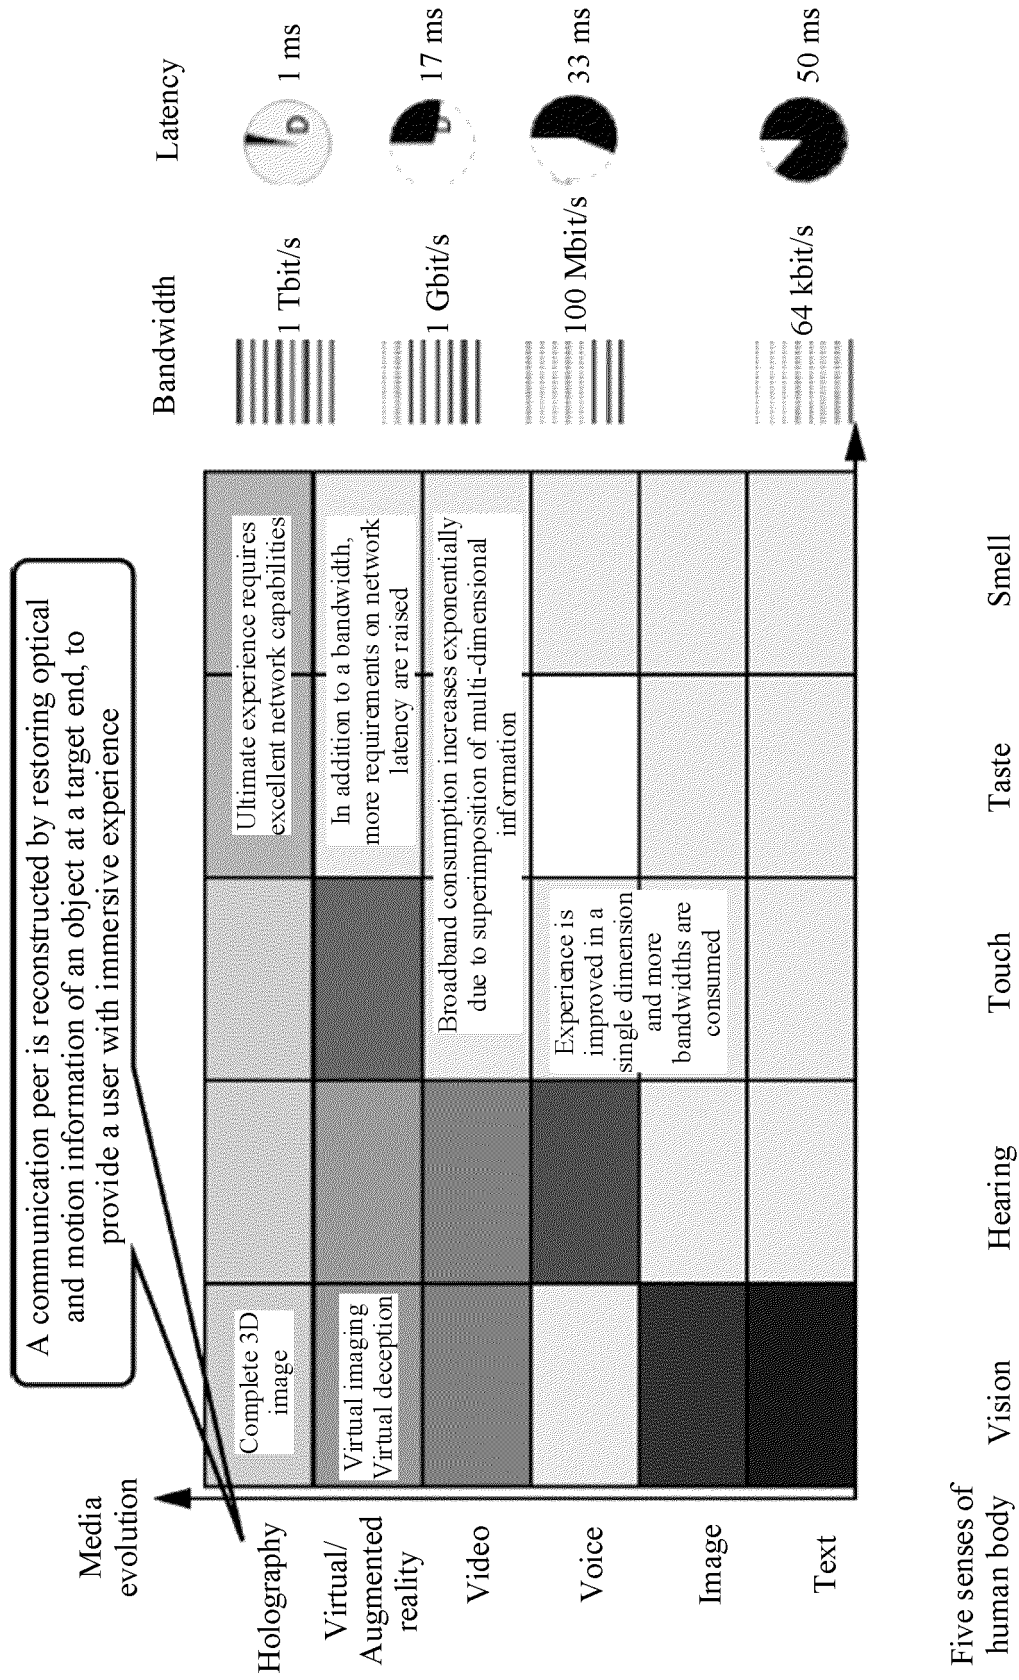 A communication peer is reconstructed by restoring optical
and motion information of an object at a target end, to
provide a user with immersive experience
Media
evolution
Bandwidth
Latency
Holography
Complete 3D
image
Ultimate experience requires
excellent network capabilities
1 Tbit/s
D
1 ms
Virtual/
Augmented
reality
Virtual imaging
Virtual deception
In addition to a bandwidth,
more requirements on network
latency are raised
1 Gbit/s
D
17 ms
Video
Broadband consumption increases exponentially
due to superimposition of multi-dimensional
information
Voice
Experience is
improved in a
single dimension
and more
bandwidths are
consumed
100 Mbit/s
33 ms
Image
Text
64 kbit/s
50 ms
Five senses of
human body
Vision
Hearing
Touch
Taste
Smell